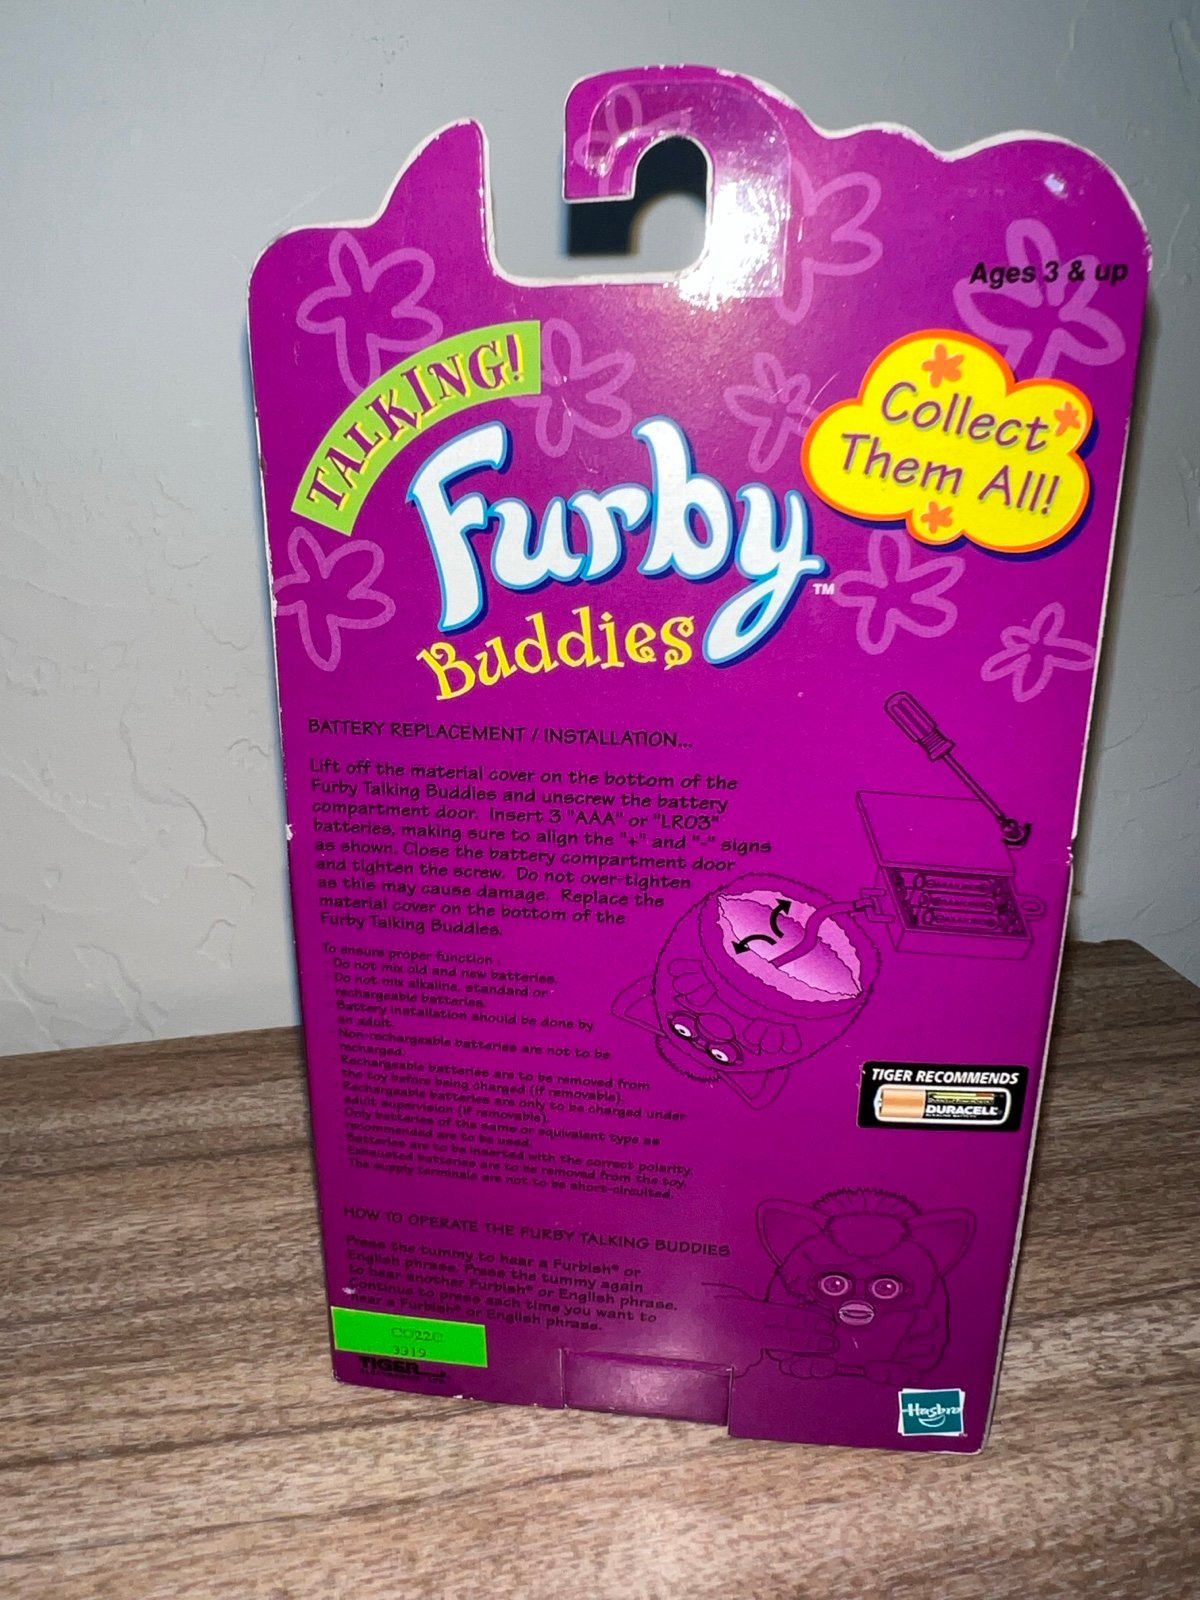 Ages 3 & up
TALKING!
Collect
Them All!
Furby™
Buddies
BATTERY REPLACEMENT / INSTALLATION...
Lift off the material cover on the bottom of the
Furby Talking Buddies and unscrew the battery
compartment door. Insert 3 "AAA" or "LR03"
batteries, making sure to align the "+" and "-" signs
as shown. Close the battery compartment door
and tighten the screw. Do not over-tighten
as this may cause damage. Replace the
material cover on the bottom of the
Furby Talking Buddies.
To ensure proper function :
· Do not mix old and new batteries.
· Do not mix alkaline, standard or
rechargeable batteries.
· Battery installation should be done by
an adult.
· Non-rechargeable batteries are not to be
recharged.
· Rechargeable batteries are to be removed from
the toy before being charged (if removable).
· Rechargeable batteries are only to be charged under
adult supervision (if removable).
· Only batteries of the same or equivalent type as
recommended are to be used.
· Batteries are to be inserted with the correct polarity.
· Exhausted batteries are to be removed from the toy.
· The supply terminals are not to be short-circuited.
TIGER RECOMMENDS
DURACELL
HOW TO OPERATE THE FURBY TALKING BUDDIES
Press the tummy to hear a Furbish® or
English phrase. Press the tummy again
to hear another Furbish® or English phrase.
Continue to press each time you want to
hear a Furbish® or English phrase.
CO22C
3319
TIGER
Hasbro